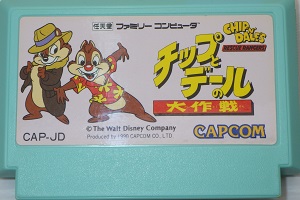 任天堂 ファミリーコンピュータ
CHIP 'n DALE'S
RESCUE RANGERS
チップと
デールの
大作戦
CAP-JD
© The Walt Disney Company
Produced by 1990 CAPCOM CO., LTD.
CAPCOM